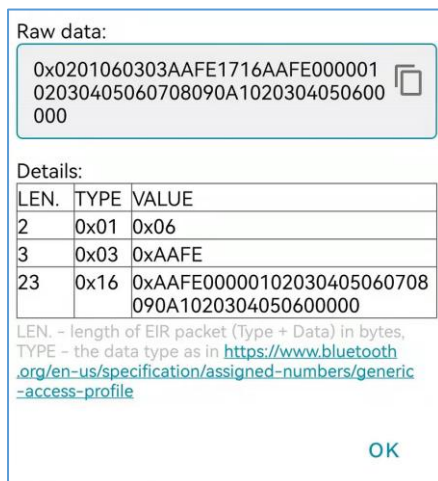 Raw data:
0x0201060303AAFE1716AAFE000001
02030405060708090A1020304050600
000
Details:
LEN. TYPE VALUE
2 0x01 0x06
3 0x03 0xAAFE
23 0x16 0xAAFE00000102030405060708
090A1020304050600000
LEN. - length of EIR packet (Type + Data) in bytes,
TYPE - the data type as in https://www.bluetooth
.org/en-us/specification/assigned-numbers/generic
-access-profile
OK